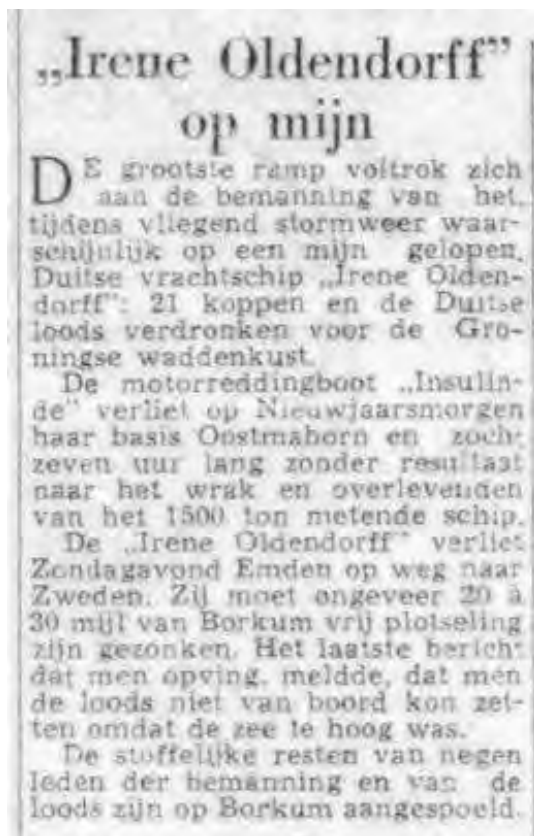 „Irene Oldendorff”
op mijn
DE grootste ramp voltrok zich
aan de bemanning van het,
tijdens vliegend stormweer waar-
schijnlijk op een mijn gelopen,
Duitse vrachtschip „Irene Olden-
dorff”: 21 koppen en de Duitse
loods verdronken voor de Gro-
ningse waddenkust.
De motorreddingboot „Insulin-
de” verliet op Nieuwjaarsmorgen
haar basis Oostmahorn en zocht
zeven uur lang zonder resultaat
naar het wrak en overlevenden
van het 1500 ton metende schip.
De „Irene Oldendorff” verliet
Zondagavond Emden op weg naar
Zweden. Zij moet ongeveer 20 à
30 mijl van Borkum vrij plotseling
zijn gezonken. Het laatste bericht
dat men opving, meldde, dat men
de loods niet van boord kon zet-
ten omdat de zee te hoog was.
De stoffelijke resten van negen
leden der bemanning en van de
loods zijn op Borkum aangespoeld.